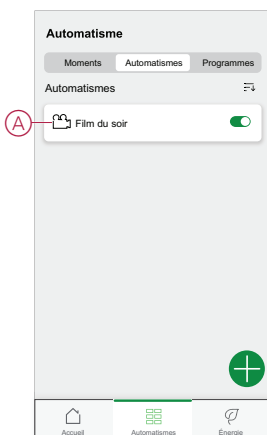 Automatisme
Moments Automatismes Programmes
Automatismes
A
Film du soir
Accueil Automatismes Énergie